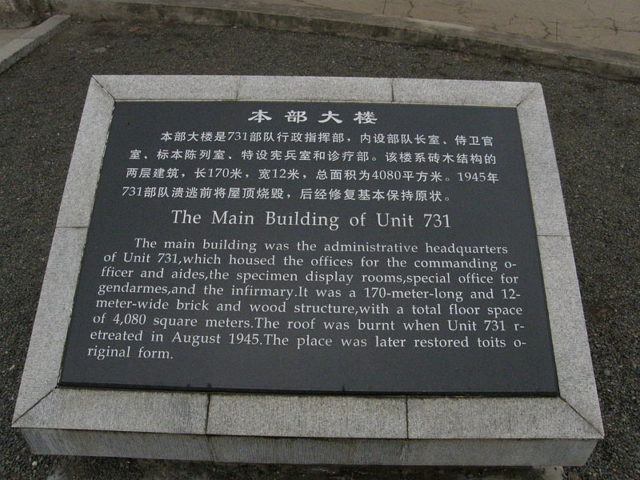 本部大楼
本部大楼是731部队行政指挥部，内设部队长室、侍卫官
室、标本陈列室、特设宪兵室和诊疗部。该楼系砖木结构的
两层建筑，长170米，宽12米，总面积为4080平方米。1945年
731部队溃逃前将屋顶烧毁，后经修复基本保持原状。
The Main Building of Unit 731
The main building was the administrative headquarters
of Unit 731,which housed the offices for the commanding o-
fficer and aides,the specimen display rooms,special office for
gendarmes,and the infirmary.It was a 170-meter-long and 12-
meter-wide brick and wood structure,with a total floor space
of 4,080 square meters.The roof was burnt when Unit 731 r-
etreated in August 1945.The place was later restored toits o-
riginal form.